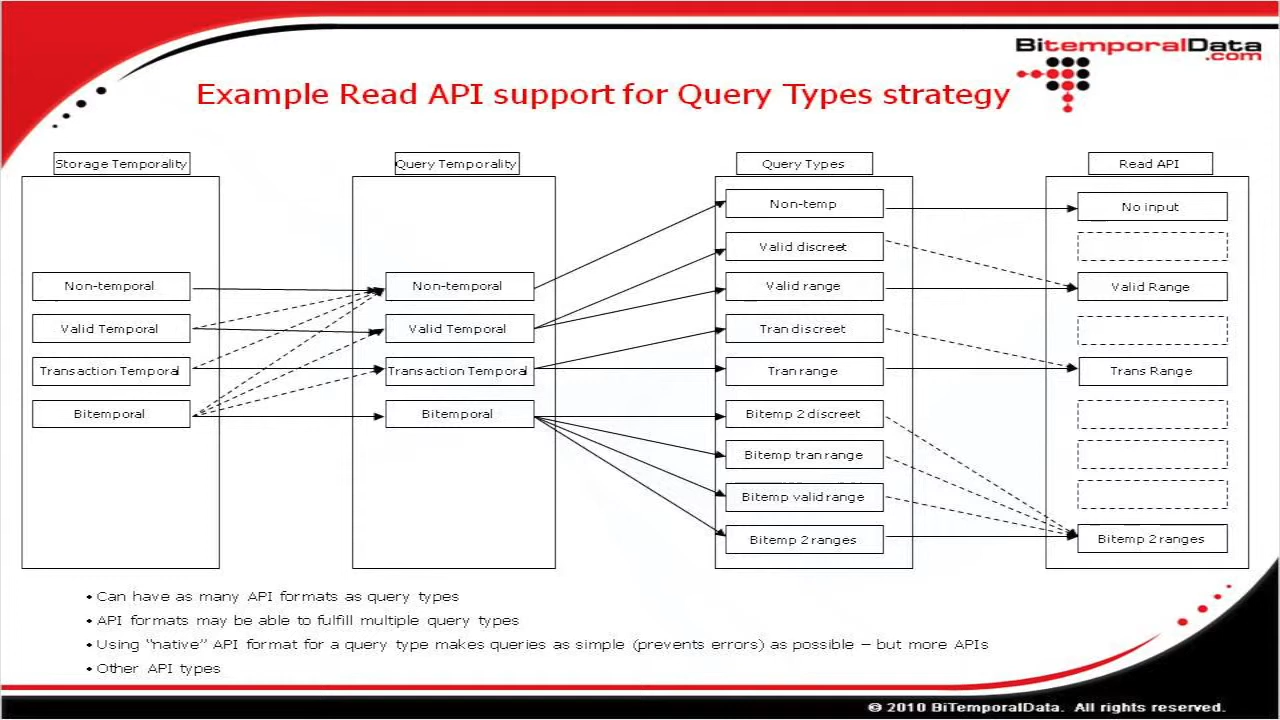 BitemporalData
.com
Example Read API support for Query Types strategy
Storage Temporality
Query Temporality
Query Types
Read API
Non-temp
No input
Valid discreet
Non-temporal
Non-temporal
Valid range
Valid Range
Valid Temporal
Valid Temporal
Tran discreet
Transaction Temporal
Transaction Temporal
Tran range
Trans Range
Bitemporal
Bitemporal
Bitemp 2 discreet
Bitemp tran range
Bitemp valid range
Bitemp 2 ranges
Bitemp 2 ranges
• Can have as many API formats as query types
• API formats may be able to fulfill multiple query types
• Using “native” API format for a query type makes queries as simple (prevents errors) as possible – but more APIs
• Other API types
© 2010 BiTemporalData. All rights reserved.